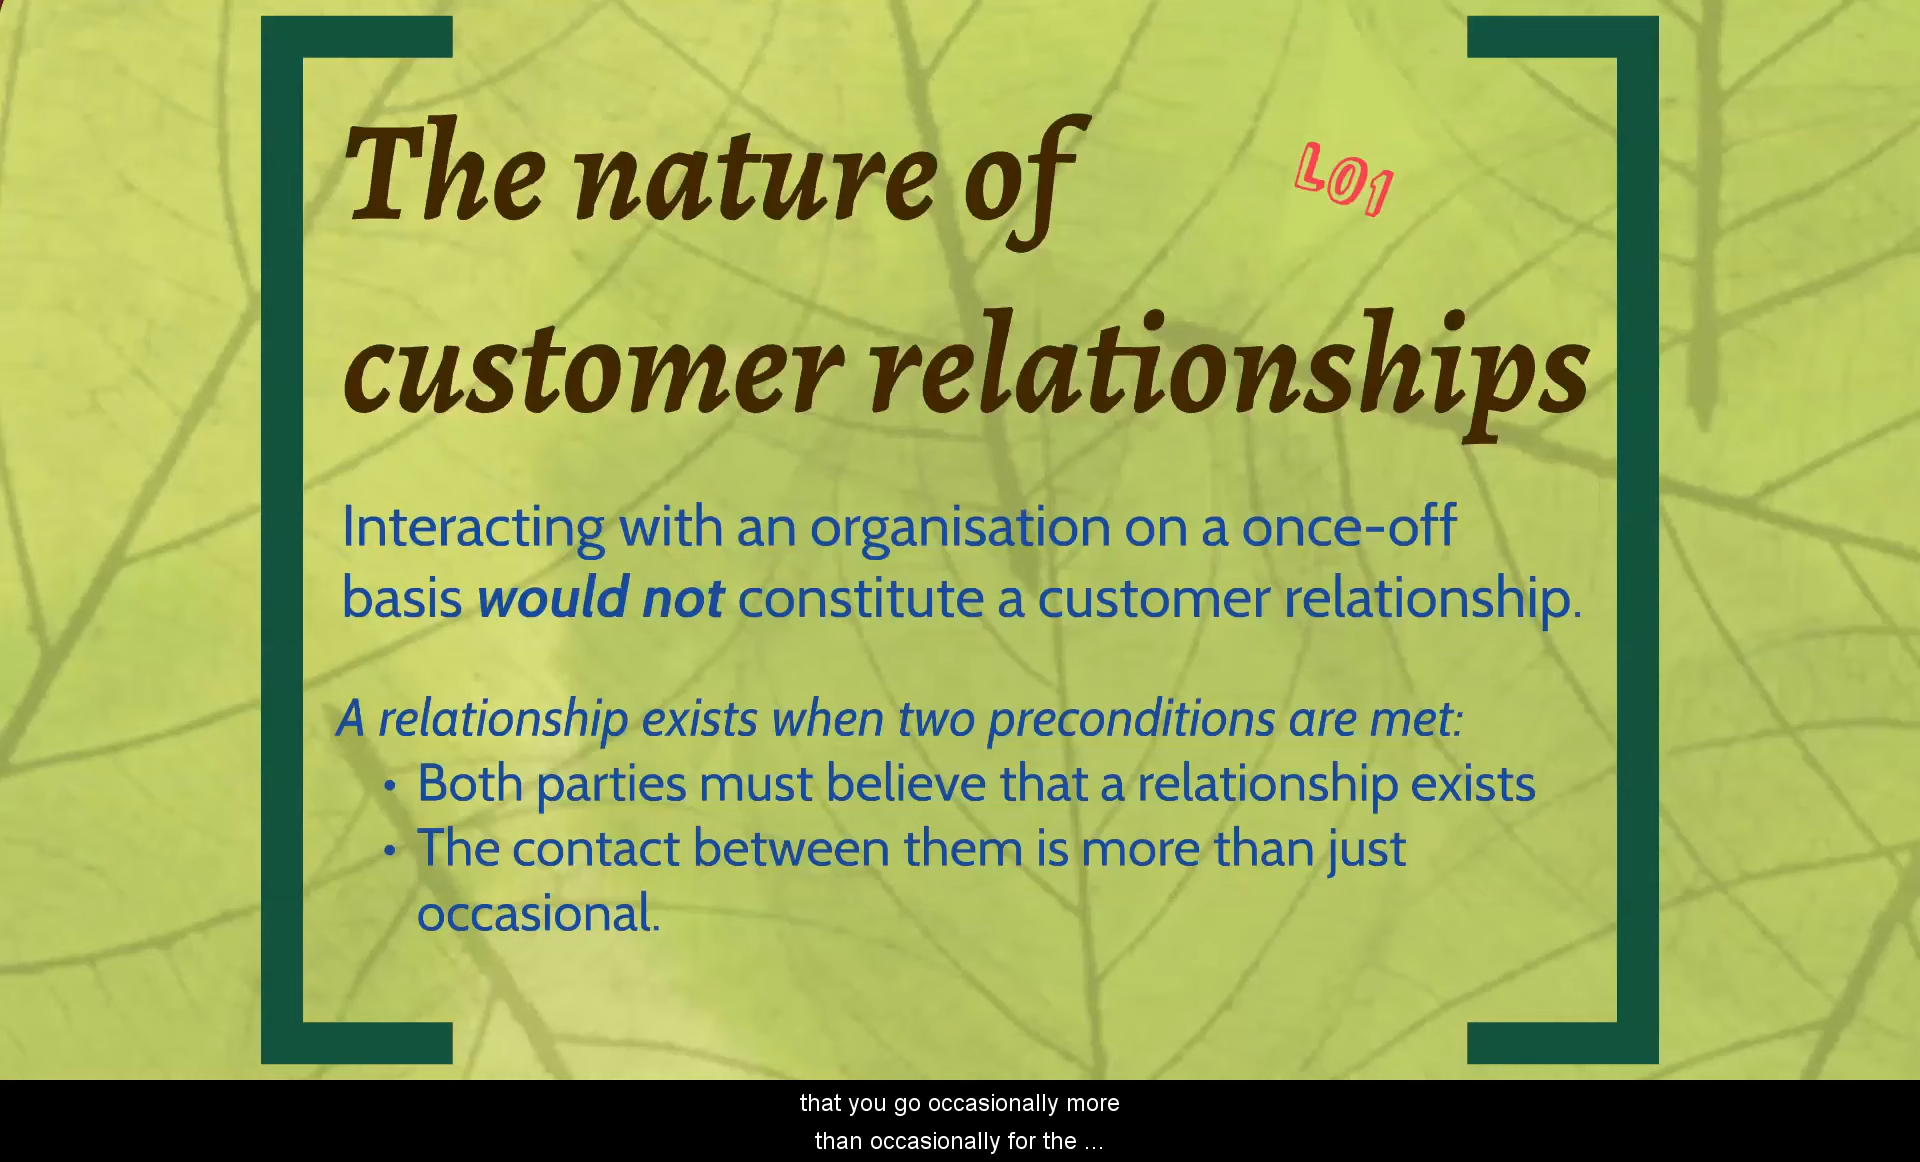 The nature of
LO1
customer relationships
Interacting with an organisation on a once-off
basis would not constitute a customer relationship.
A relationship exists when two preconditions are met:
• Both parties must believe that a relationship exists
• The contact between them is more than just
occasional.
that you go occasionally more
than occasionally for the ...